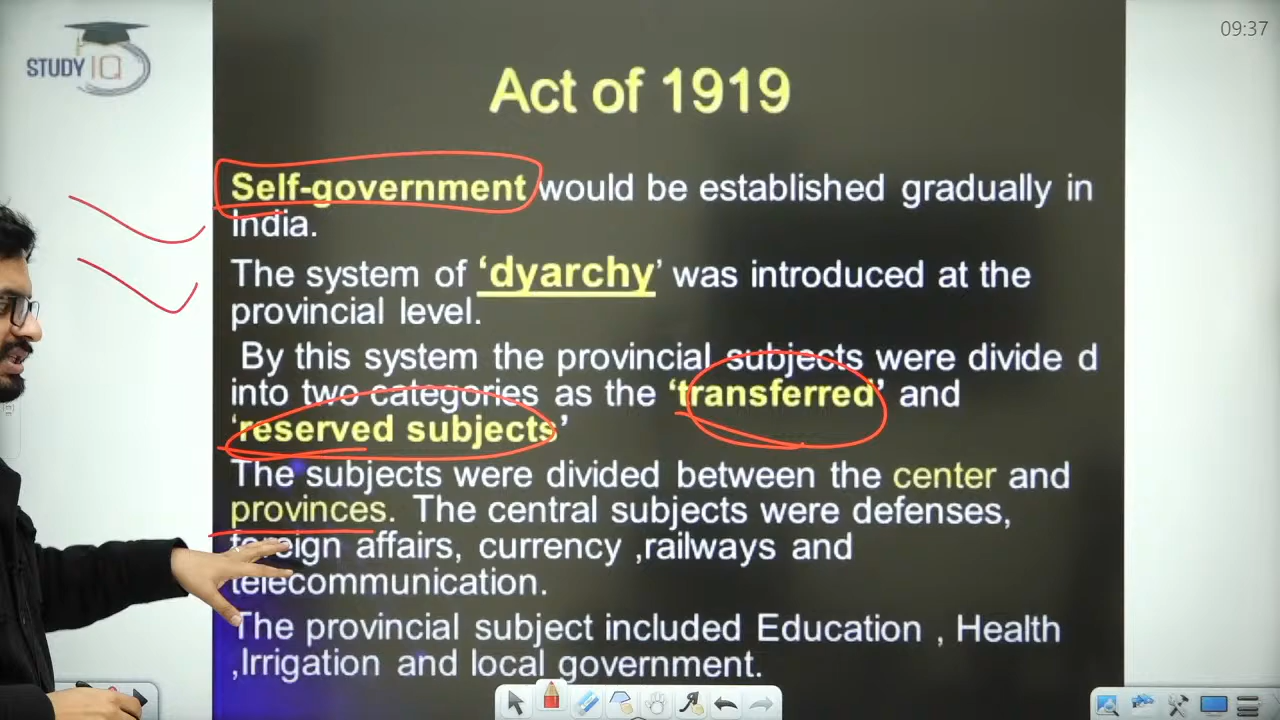 STUDY IQ
09:37
Act of 1919
Self-government would be established gradually in
India.
The system of ‘dyarchy’ was introduced at the
provincial level.
By this system the provincial subjects were divide d
into two categories as the ‘transferred’ and
‘reserved subjects’
The subjects were divided between the center and
provinces. The central subjects were defenses,
foreign affairs, currency ,railways and
telecommunication.
The provincial subject included Education , Health
,Irrigation and local government.